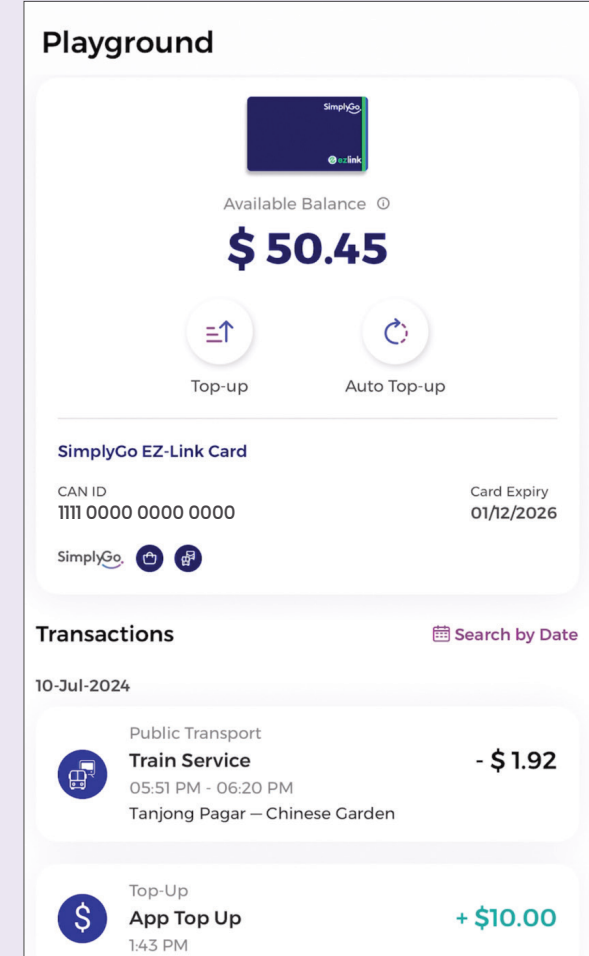 Playground
SimplyGo.
ezlink
Available Balance
$ 50.45
Top-up
Auto Top-up
SimplyGo EZ-Link Card
CAN ID
Card Expiry
1111 0000 0000 0000
01/12/2026
SimplyGo.
Transactions
Search by Date
10-Jul-2024
Public Transport
Train Service
- $ 1.92
05:51 PM - 06:20 PM
Tanjong Pagar – Chinese Garden
Top-Up
$
App Top Up
+ $10.00
1:43 PM